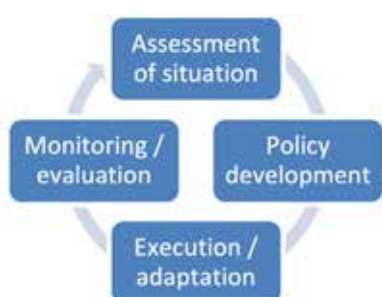 Assessment
of situation
Policy
development
Execution /
adaptation
Monitoring /
evaluation